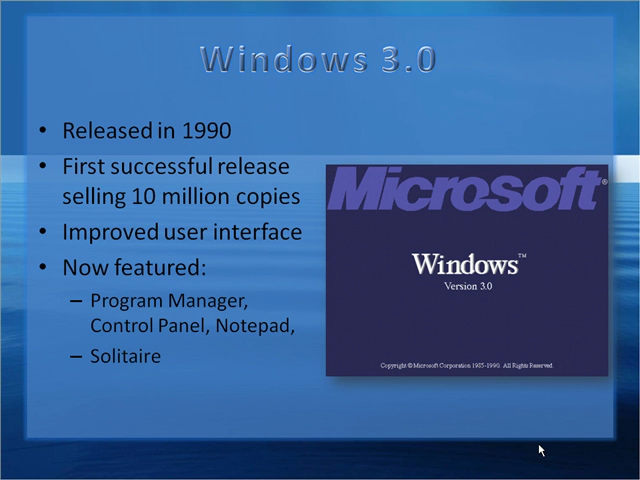 Windows 3.0
• Released in 1990
• First successful release
selling 10 million copies
• Improved user interface
• Now featured:
– Program Manager,
Control Panel, Notepad,
– Solitaire
Microsoft®
Windows™
Version 3.0
Copyright © Microsoft Corporation 1985-1990. All Rights Reserved.